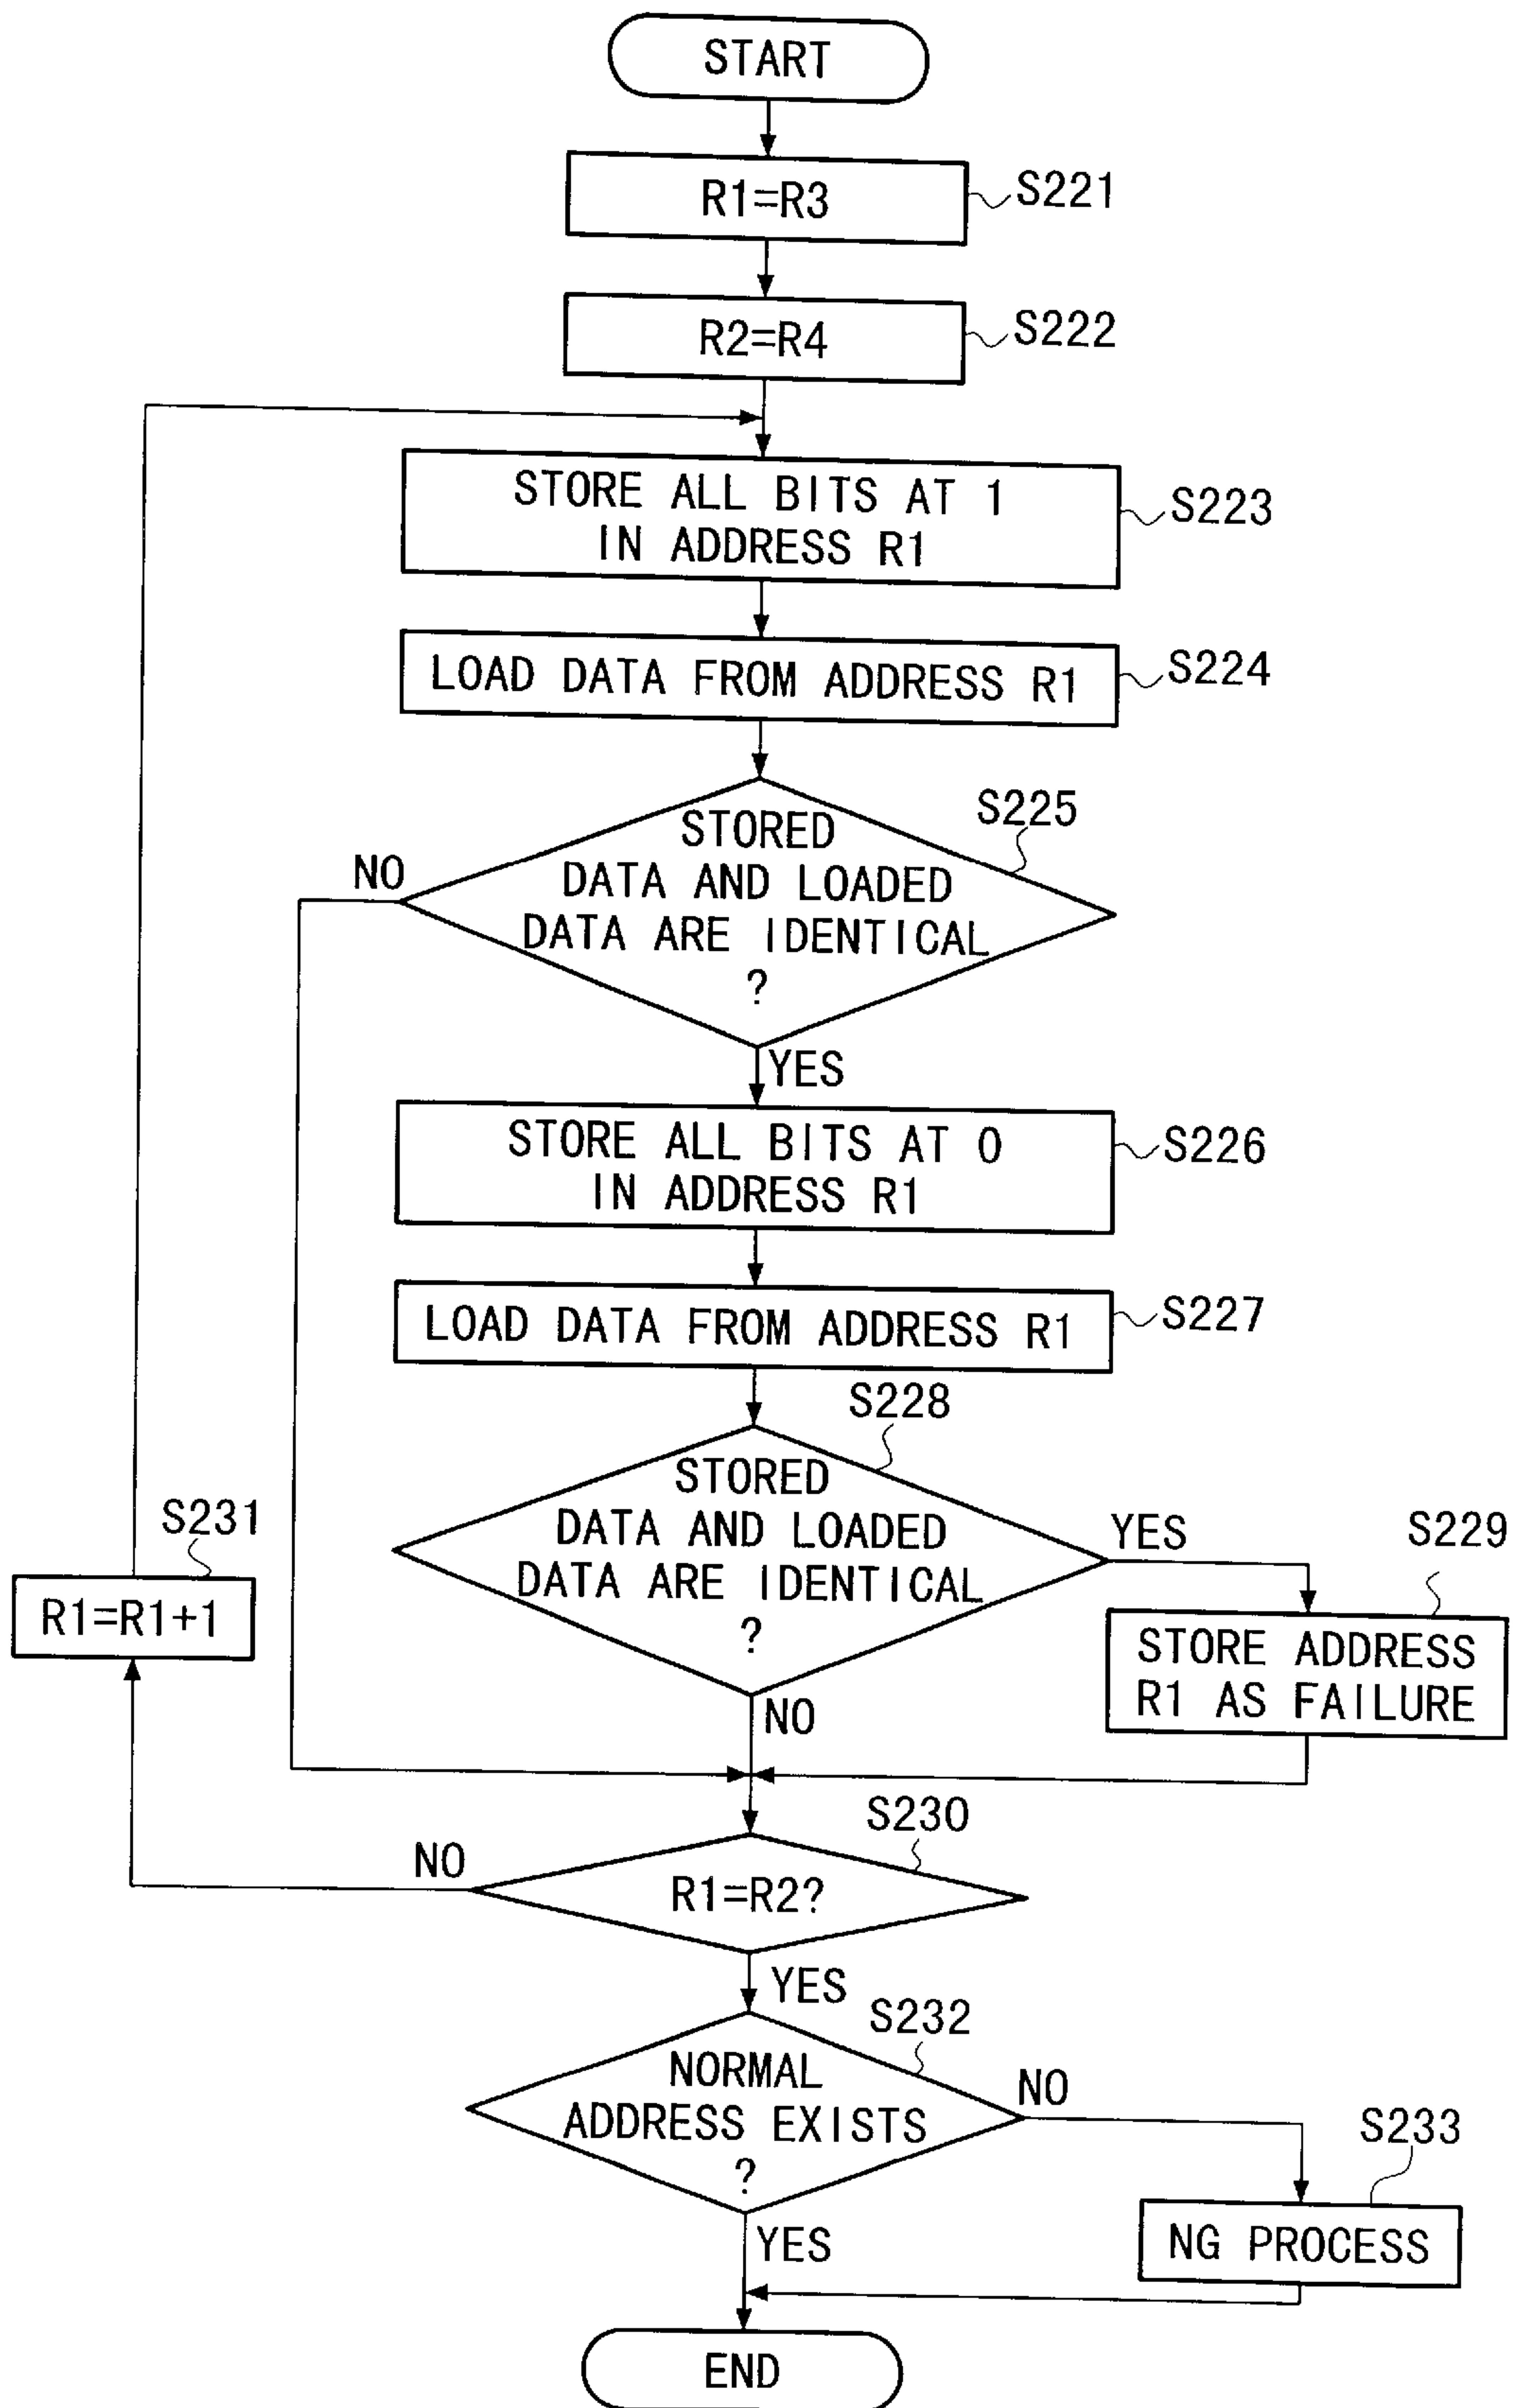 START
R1=R3
S221
R2=R4
S222
STORE ALL BITS AT 1
IN ADDRESS R1
S223
LOAD DATA FROM ADDRESS R1
S224
S225
STORED
DATA AND LOADED
DATA ARE IDENTICAL
?
NO
YES
STORE ALL BITS AT 0
IN ADDRESS R1
S226
LOAD DATA FROM ADDRESS R1
S227
S228
STORED
DATA AND LOADED
DATA ARE IDENTICAL
?
YES
S229
STORE ADDRESS
R1 AS FAILURE
NO
S231
R1=R1+1
S230
R1=R2?
NO
YES
S232
NORMAL
ADDRESS EXISTS
?
NO
S233
NG PROCESS
YES
END